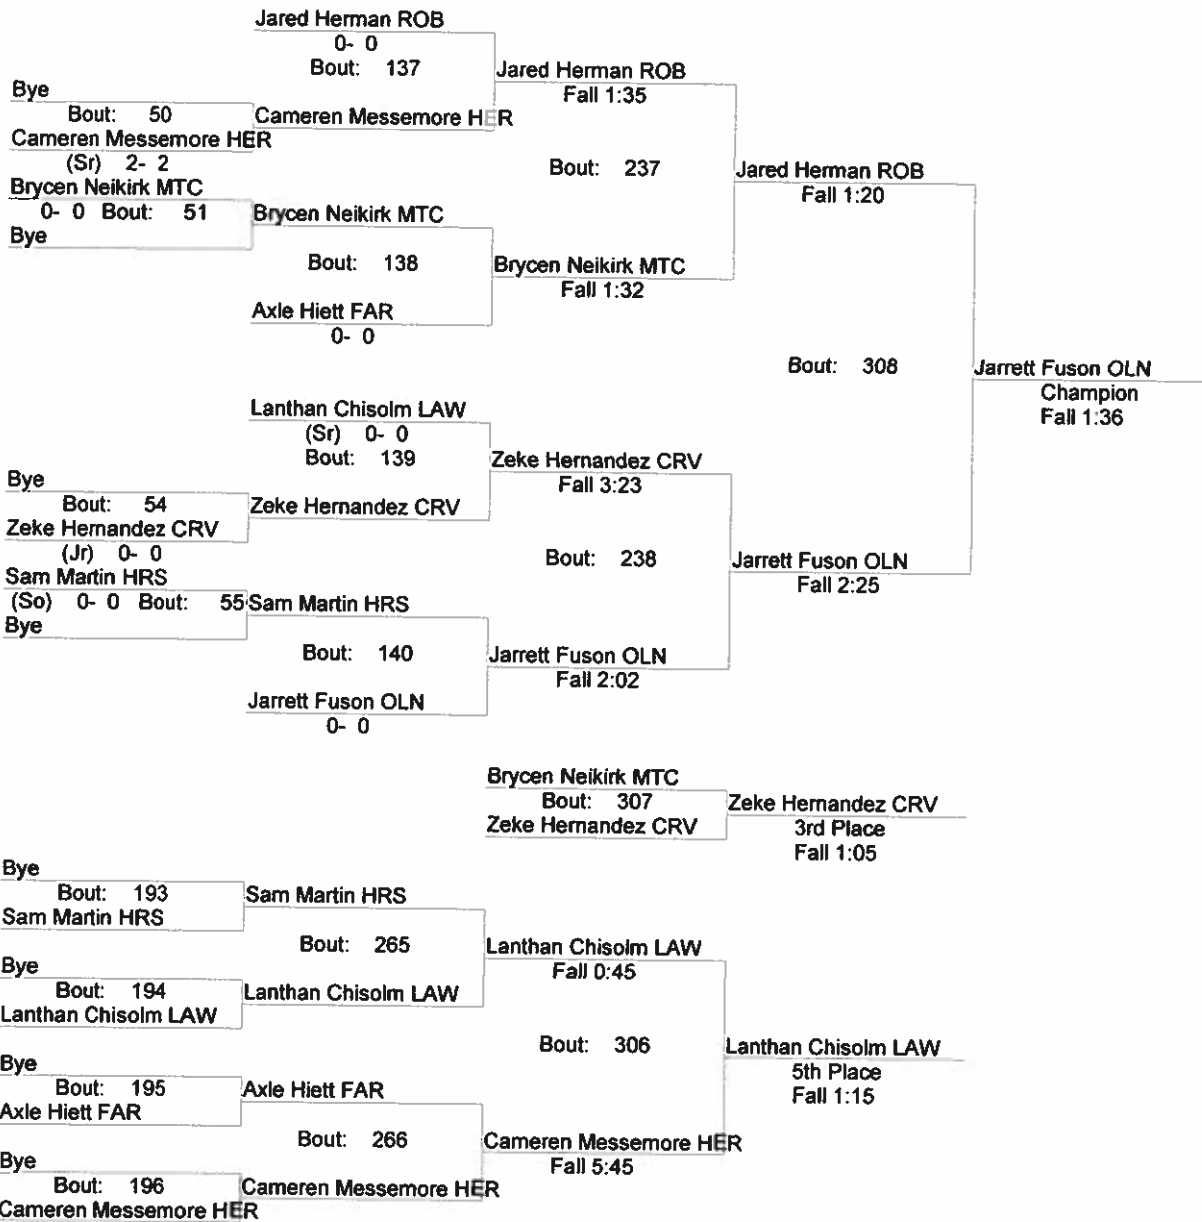 Jared Herman ROB
0- 0
Bout: 137
Jared Herman ROB
Fall 1:35
Bye
Bout: 50
Cameren Messemore HER
Cameren Messemore HER
(Sr) 2- 2
Bout: 237
Jared Herman ROB
Fall 1:20
Brycen Neikirk MTC
0- 0 Bout: 51
Brycen Neikirk MTC
Bye
Bout: 138
Brycen Neikirk MTC
Fall 1:32
Axle Hiett FAR
0- 0
Bout: 308
Jarrett Fuson OLN
Champion
Fall 1:36
Lanthan Chisolm LAW
(Sr) 0- 0
Bout: 139
Zeke Hernandez CRV
Fall 3:23
Bye
Bout: 54
Zeke Hernandez CRV
Zeke Hernandez CRV
(Jr) 0- 0
Bout: 238
Jarrett Fuson OLN
Fall 2:25
Sam Martin HRS
(So) 0- 0 Bout: 55
Sam Martin HRS
Bye
Bout: 140
Jarrett Fuson OLN
Fall 2:02
Jarrett Fuson OLN
0- 0
Brycen Neikirk MTC
Bout: 307
Zeke Hernandez CRV
Zeke Hernandez CRV
3rd Place
Fall 1:05
Bye
Bout: 193
Sam Martin HRS
Sam Martin HRS
Bout: 265
Lanthan Chisolm LAW
Fall 0:45
Bye
Bout: 194
Lanthan Chisolm LAW
Lanthan Chisolm LAW
Bout: 306
Lanthan Chisolm LAW
5th Place
Fall 1:15
Bye
Bout: 195
Axle Hiett FAR
Axle Hiett FAR
Bout: 266
Cameren Messemore HER
Fall 5:45
Bye
Bout: 196
Cameren Messemore HER
Cameren Messemore HER